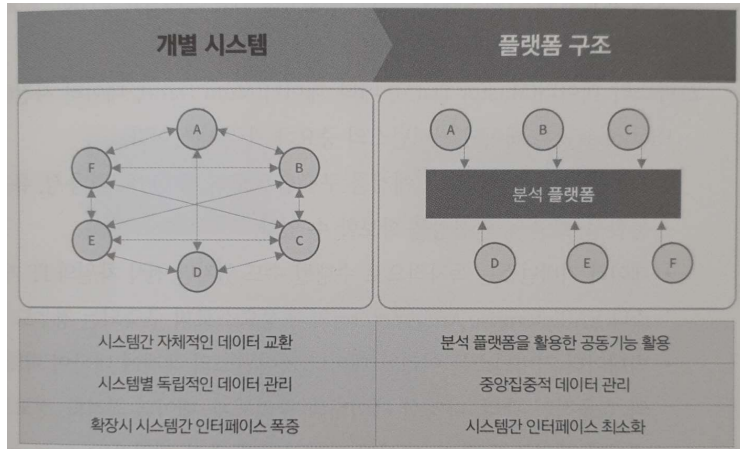 개별 시스템
플랫폼 구조
A
F
B
E
C
D
A
B
C
분석 플랫폼
D
E
F
시스템간 자체적인 데이터 교환
분석 플랫폼을 활용한 공동기능 활용
시스템별 독립적인 데이터 관리
중앙집중적 데이터 관리
확장시 시스템간 인터페이스 폭증
시스템간 인터페이스 최소화